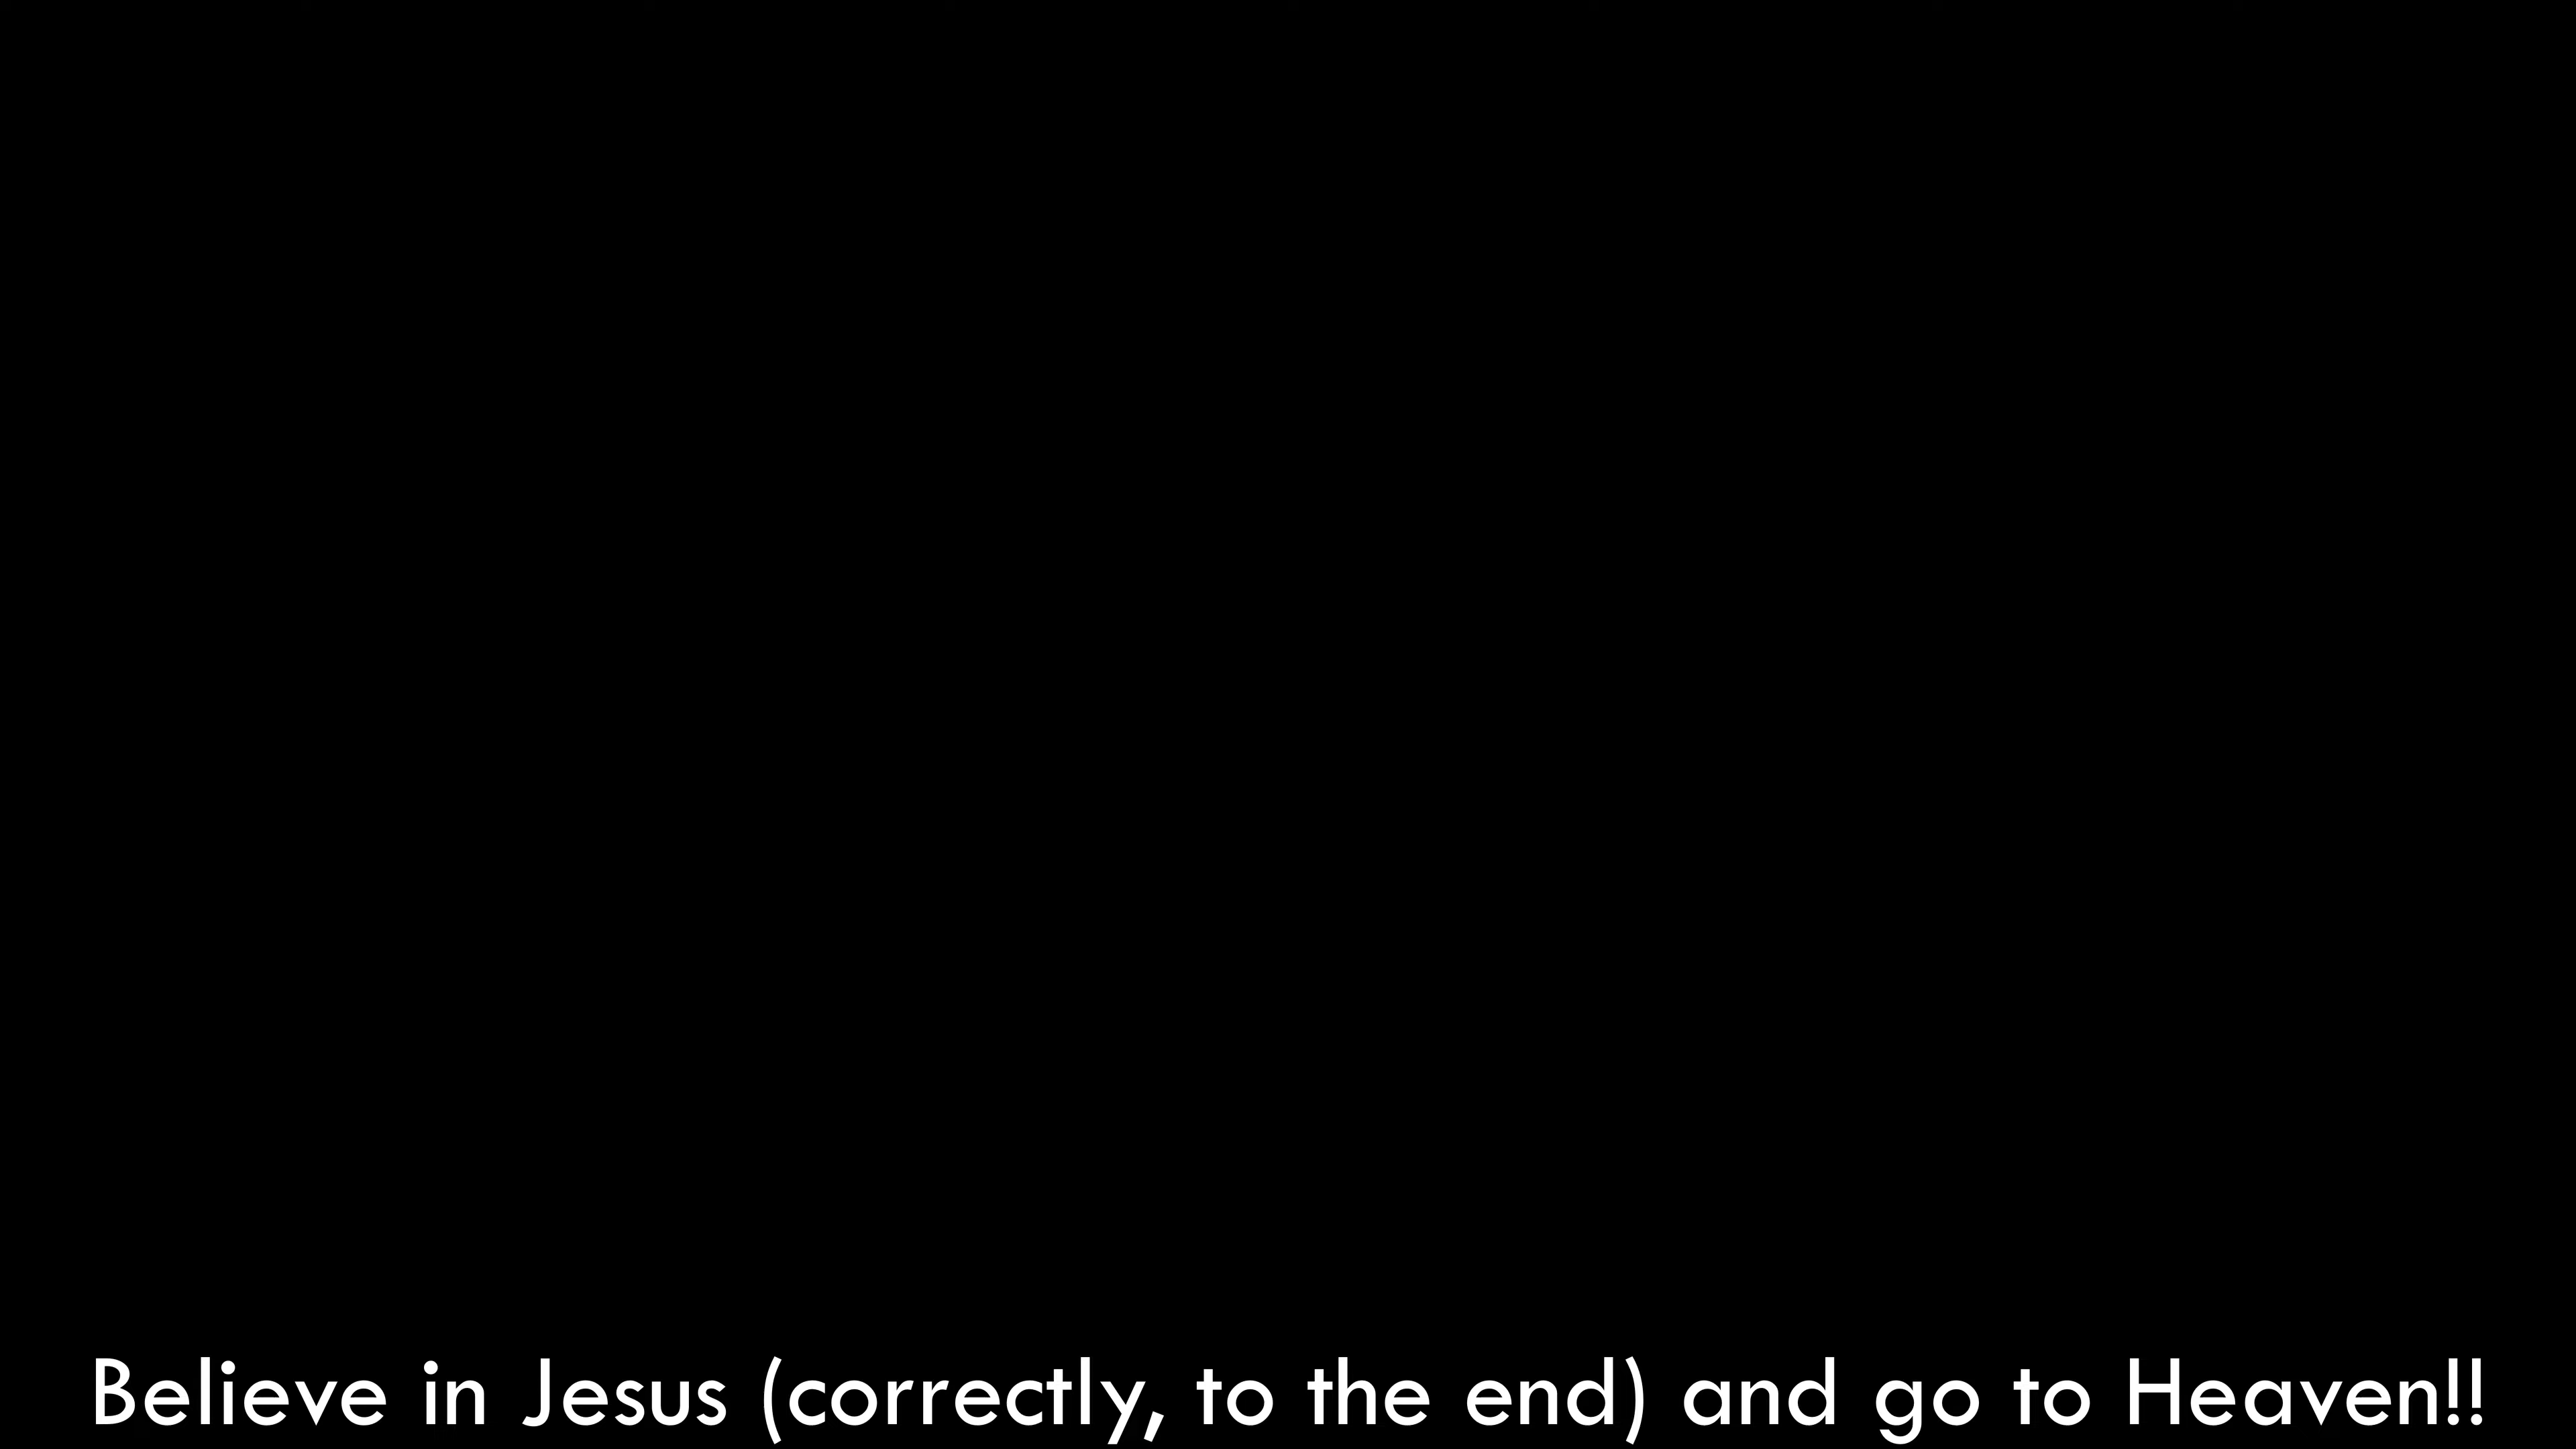 Believe in Jesus (correctly, to the end) and go to Heaven!!